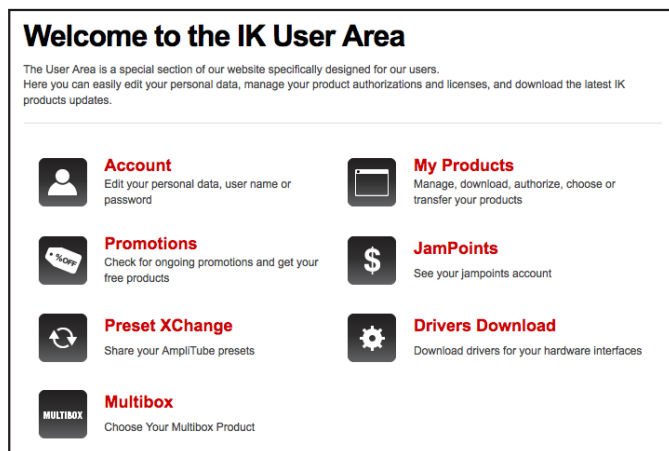 Welcome to the IK User Area
The User Area is a special section of our website specifically designed for our users.
Here you can easily edit your personal data, manage your product authorizations and licenses, and download the latest IK
products updates.
Account
Edit your personal data, user name or
password
My Products
Manage, download, authorize, choose or
transfer your products
%OFF
Promotions
Check for ongoing promotions and get your
free products
$
JamPoints
See your jampoints account
Preset XChange
Share your AmpliTube presets
Drivers Download
Download drivers for your hardware interfaces
MULTIBOX
Multibox
Choose Your Multibox Product